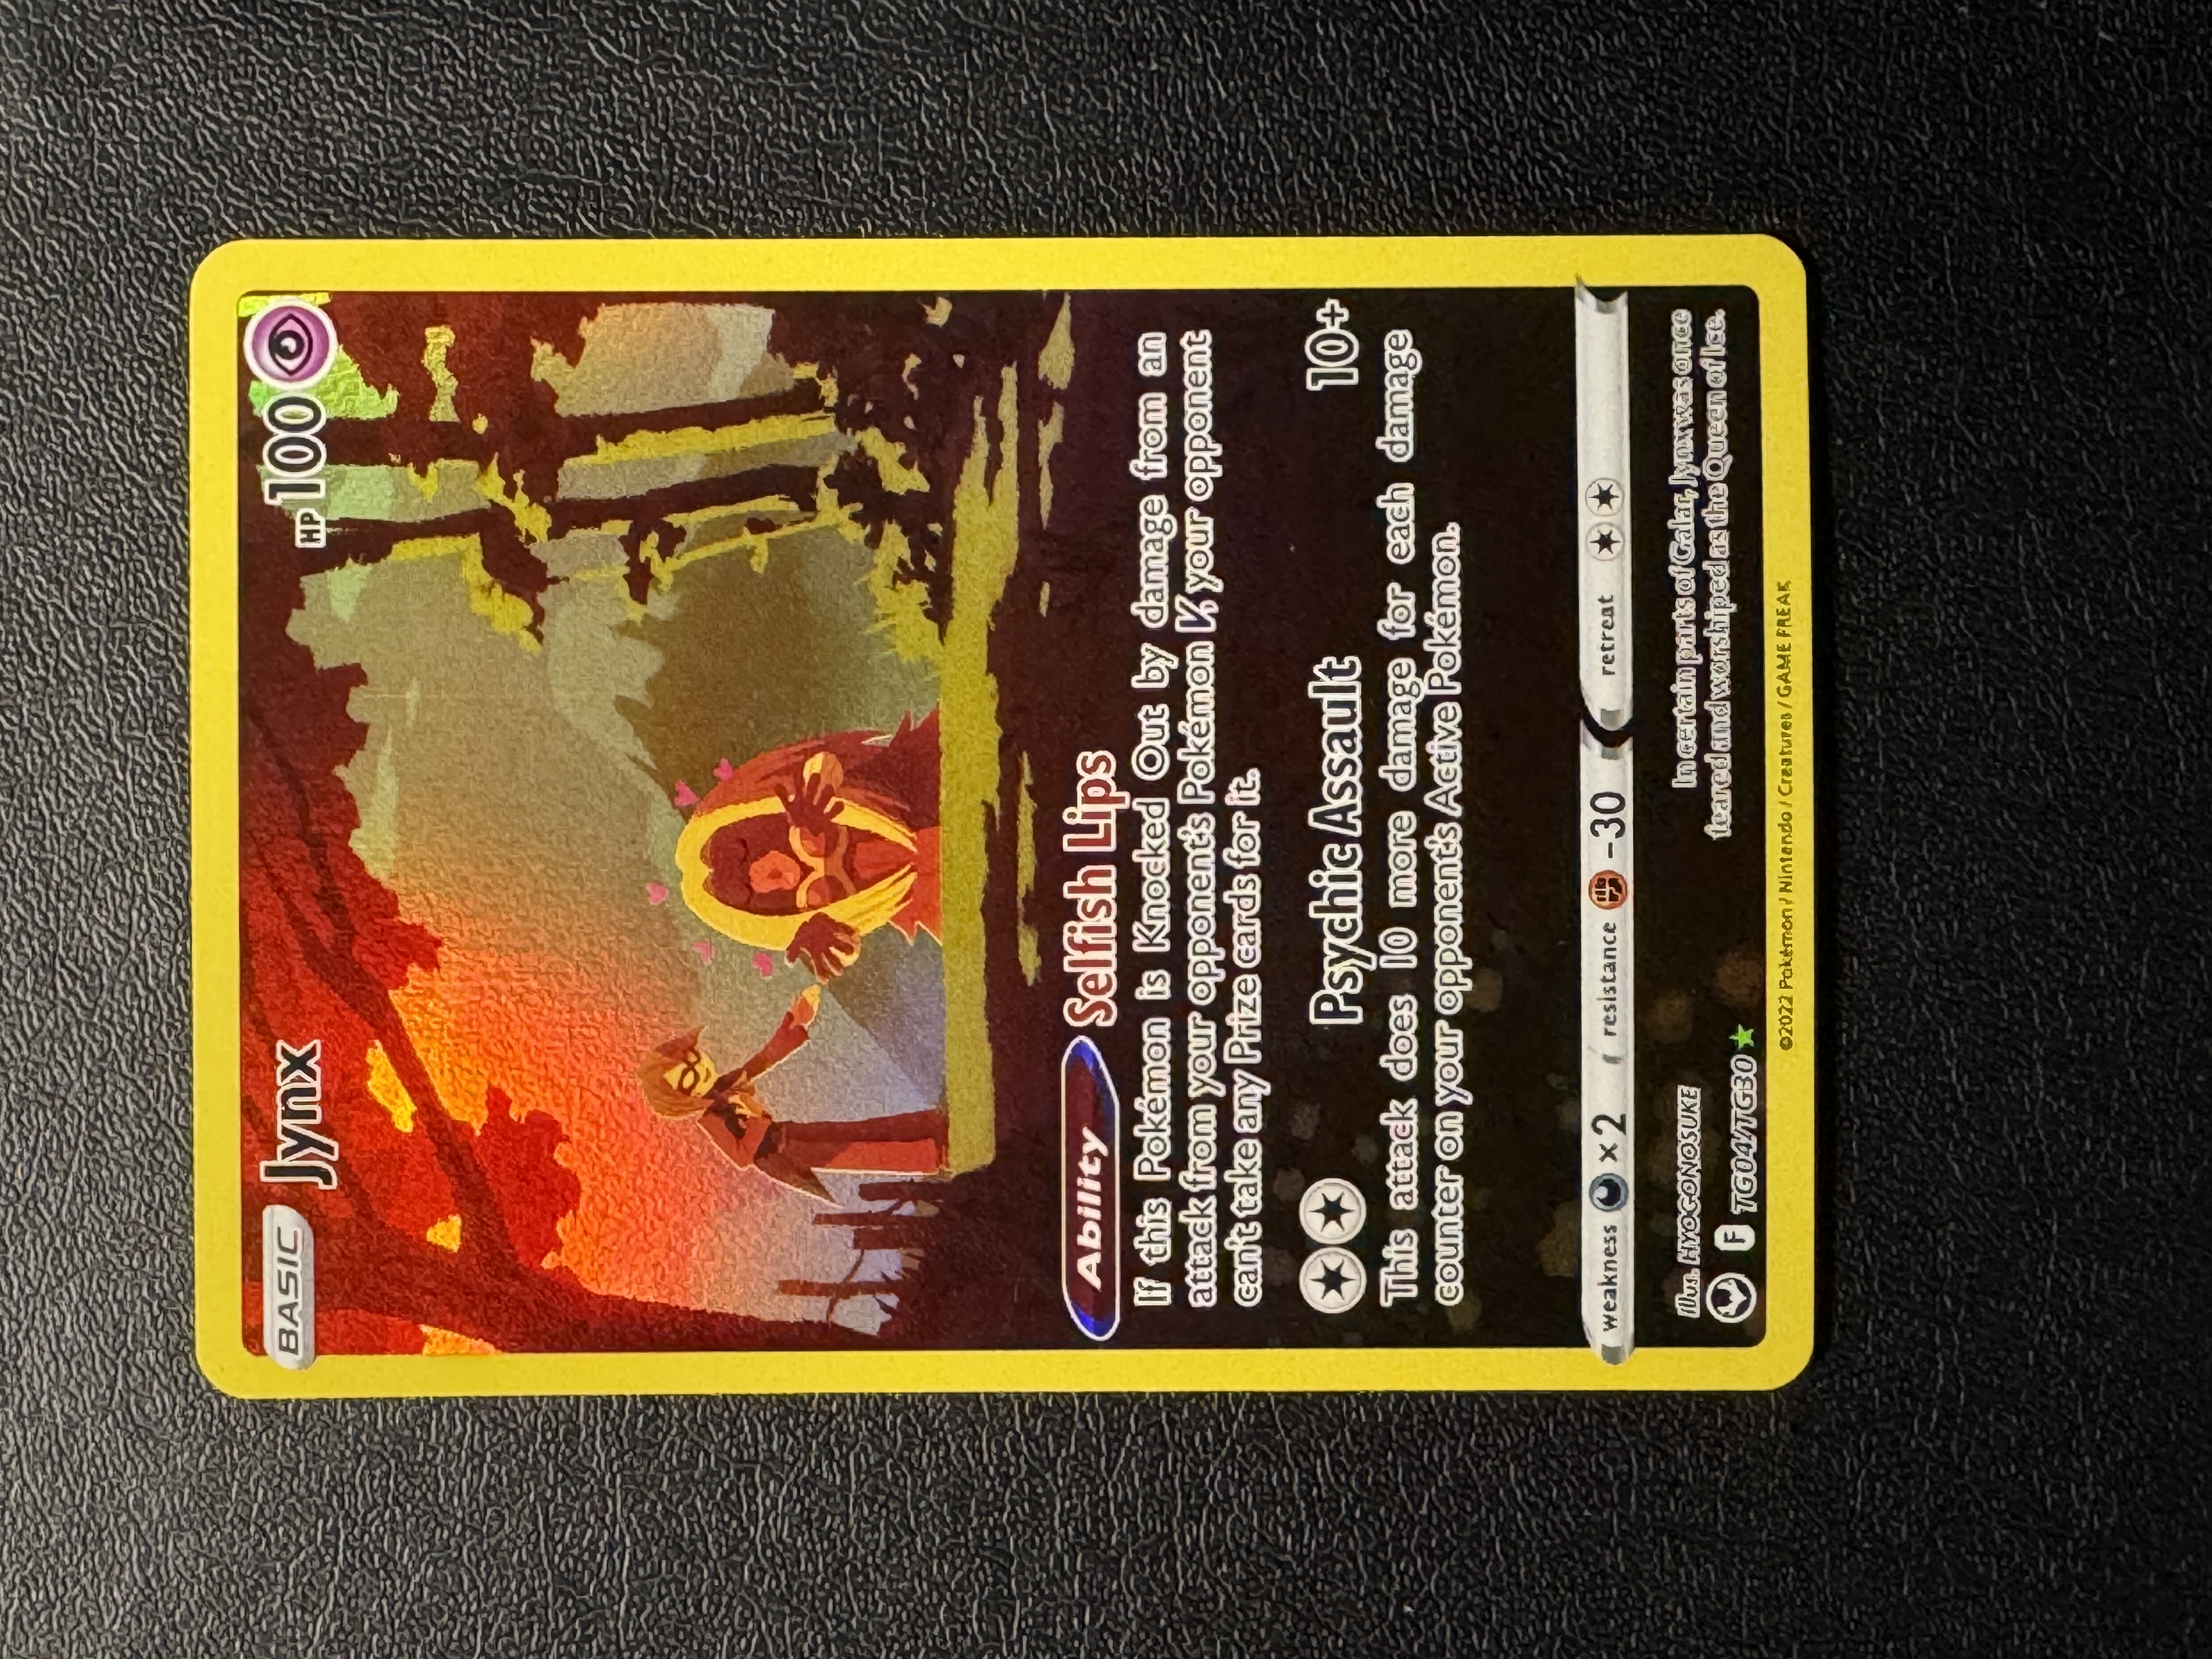 BASIC Jynx HP 100
Ability Selfish Lips
If this Pokémon is Knocked Out by damage from an
attack from your opponent's Pokémon V, your opponent
can't take any Prize cards for it.
Psychic Assault 10+
This attack does 10 more damage for each damage
counter on your opponent's Active Pokémon.
weakness ×2 resistance -30 retreat
Illus. HYOGONOSUKE
In certain parts of Galar, Jynx was once
feared and worshiped as the Queen of Ice.
F TG04/TG30
©2022 Pokémon / Nintendo / Creatures / GAME FREAK